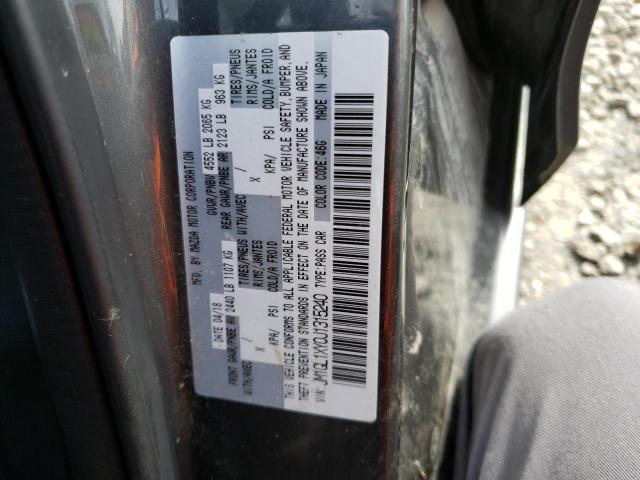 MFD. BY MAZDA MOTOR CORPORATION
DATE 04/18 GVWR/PNBV 4552 LB 2065 KG
FRONT GAWR/PNBE AV 2440 LB 1107 KG REAR GAWR/PNBE AR 2123 LB 963 KG
WITH/AVEC TIRES/PNEUS WITH/AVEC TIRES/PNEUS
X RIMS/JANTES X RIMS/JANTES
KPA/ PSI COLD/A FROID KPA/ PSI COLD/A FROID
THIS VEHICLE CONFORMS TO ALL APPLICABLE FEDERAL MOTOR VEHICLE SAFETY, BUMPER, AND
THEFT PREVENTION STANDARDS IN EFFECT ON THE DATE OF MANUFACTURE SHOWN ABOVE.
VIN: JM1GL1XY0J1315240 TYPE:PASS CAR COLOR CODE:46G MADE IN JAPAN